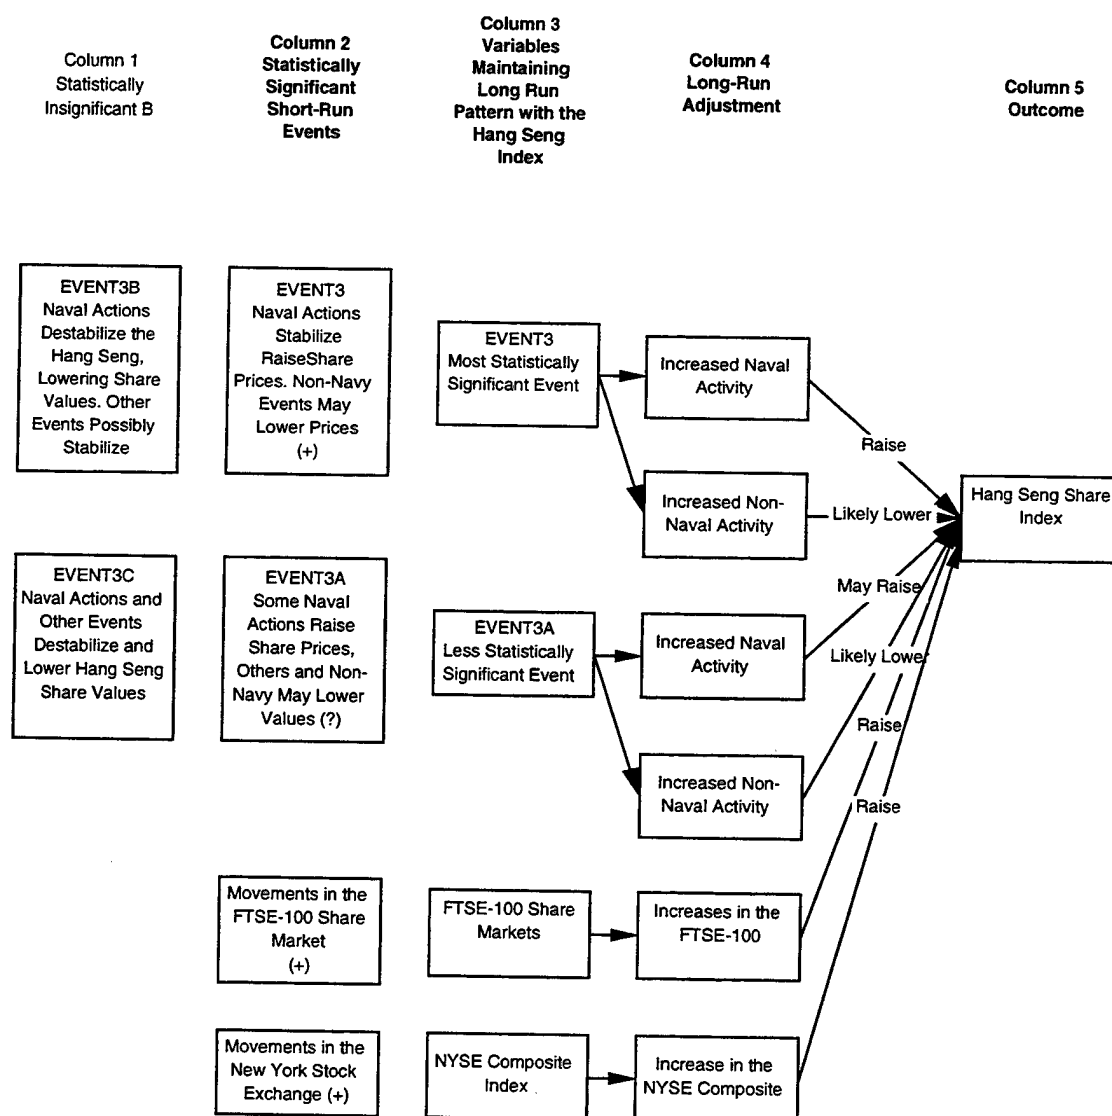 Column 1
Statistically
Insignificant B
Column 2
Statistically
Significant
Short-Run
Events
Column 3
Variables
Maintaining
Long Run
Pattern with the
Hang Seng
Index
Column 4
Long-Run
Adjustment
Column 5
Outcome
EVENT3B
Naval Actions
Destabilize the
Hang Seng,
Lowering Share
Values. Other
Events Possibly
Stabilize
EVENT3
Naval Actions
Stabilize
RaiseShare
Prices. Non-Navy
Events May
Lower Prices
(+)
EVENT3
Most Statistically
Significant Event
Increased Naval
Activity
Raise
Increased Non-
Naval Activity
Likely Lower
Hang Seng Share
Index
EVENT3C
Naval Actions and
Other Events
Destabilize and
Lower Hang Seng
Share Values
EVENT3A
Some Naval
Actions Raise
Share Prices,
Others and Non-
Navy May Lower
Values (?)
EVENT3A
Less Statistically
Significant Event
Increased Naval
Activity
May Raise
Likely Lower
Increased Non-
Naval Activity
Raise
Raise
Movements in the
FTSE-100 Share
Market
(+)
FTSE-100 Share
Markets
Increases in the
FTSE-100
Movements in the
New York Stock
Exchange (+)
NYSE Composite
Index
Increase in the
NYSE Composite